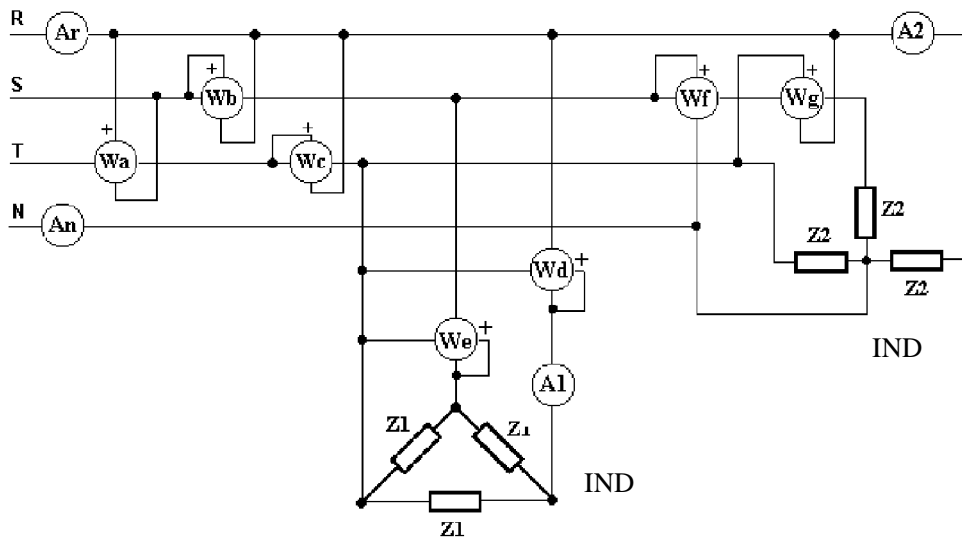 R
Ar
A2
+
+
+
S
Wb
Wf
Wg
+
+
T
Wa
Wc
Z2
N
An
Z2
Wd
+
Z2
+
We
IND
A1
Z1
Z1
IND
Z1